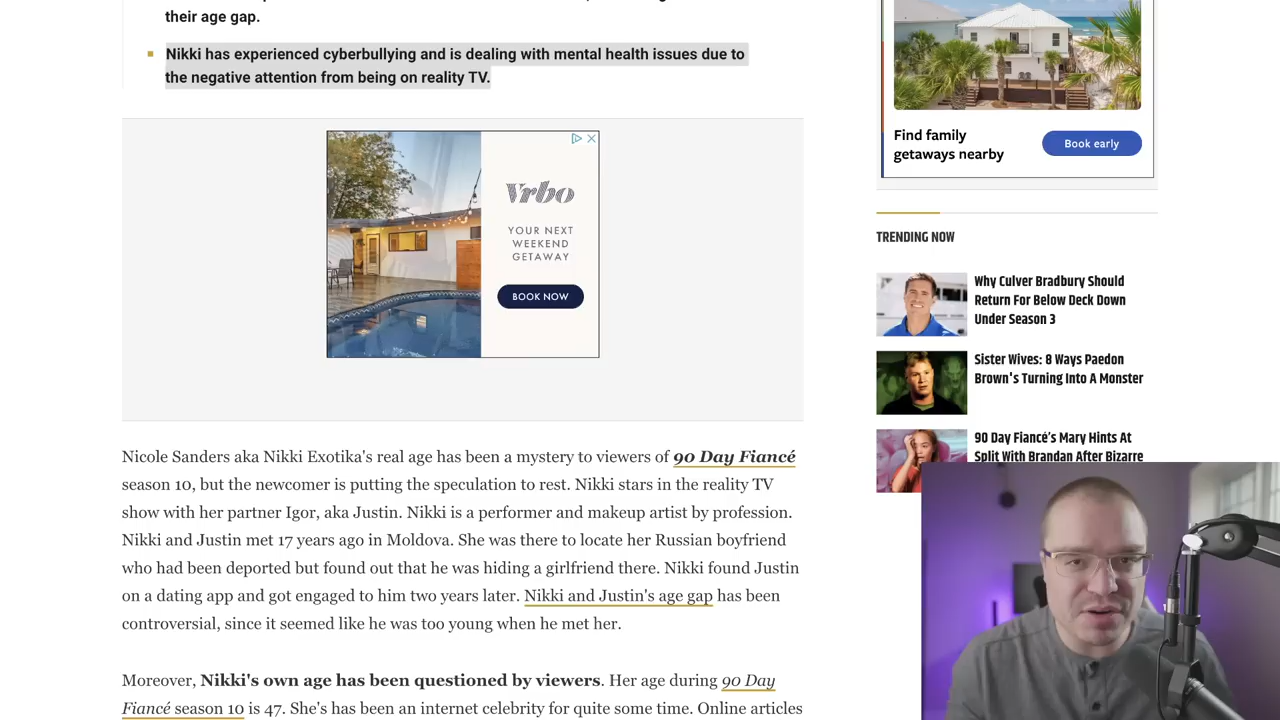 their age gap.
Nikki has experienced cyberbullying and is dealing with mental health issues due to
the negative attention from being on reality TV.
Vrbo
YOUR NEXT
WEEKEND
GETAWAY
BOOK NOW
Nicole Sanders aka Nikki Exotika's real age has been a mystery to viewers of 90 Day Fiancé
season 10, but the newcomer is putting the speculation to rest. Nikki stars in the reality TV
show with her partner Igor, aka Justin. Nikki is a performer and makeup artist by profession.
Nikki and Justin met 17 years ago in Moldova. She was there to locate her Russian boyfriend
who had been deported but found out that he was hiding a girlfriend there. Nikki found Justin
on a dating app and got engaged to him two years later. Nikki and Justin's age gap has been
controversial, since it seemed like he was too young when he met her.
Moreover, Nikki's own age has been questioned by viewers. Her age during 90 Day
Fiancé season 10 is 47. She's has been an internet celebrity for quite some time. Online articles
Find family
getaways nearby
Book early
TRENDING NOW
Why Culver Bradbury Should
Return For Below Deck Down
Under Season 3
Sister Wives: 8 Ways Paedon
Brown's Turning Into A Monster
90 Day Fiancé's Mary Hints At
Split With Brandan After Bizarre